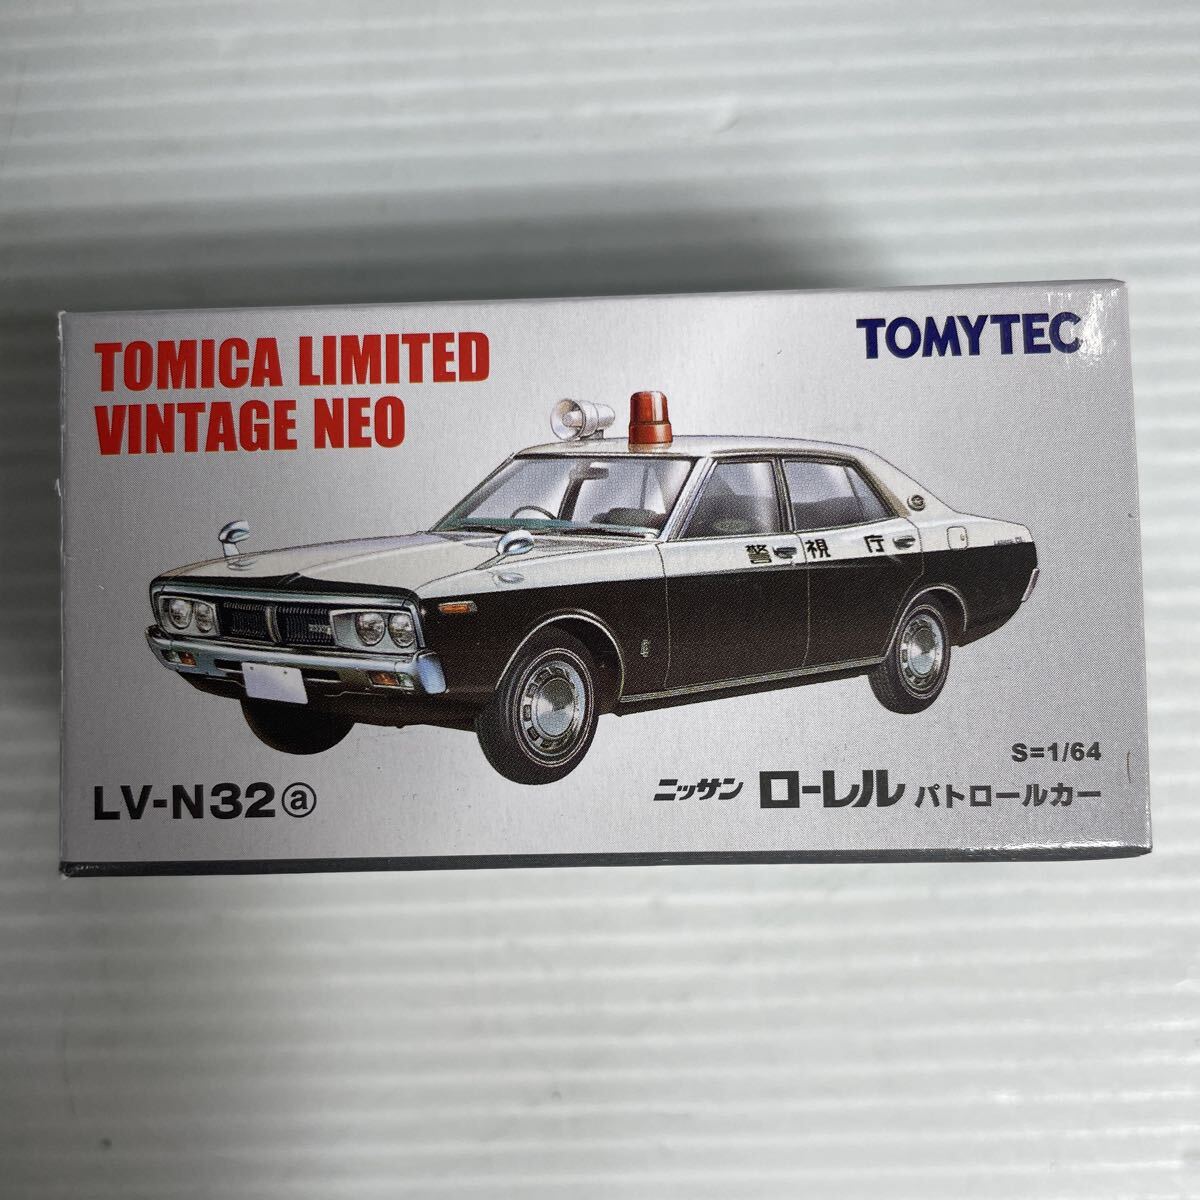 TOMICA LIMITED
VINTAGE NEO
TOMYTEC
警視庁
S=1/64
LV-N32ⓐ
ニッサン ローレル パトロールカー